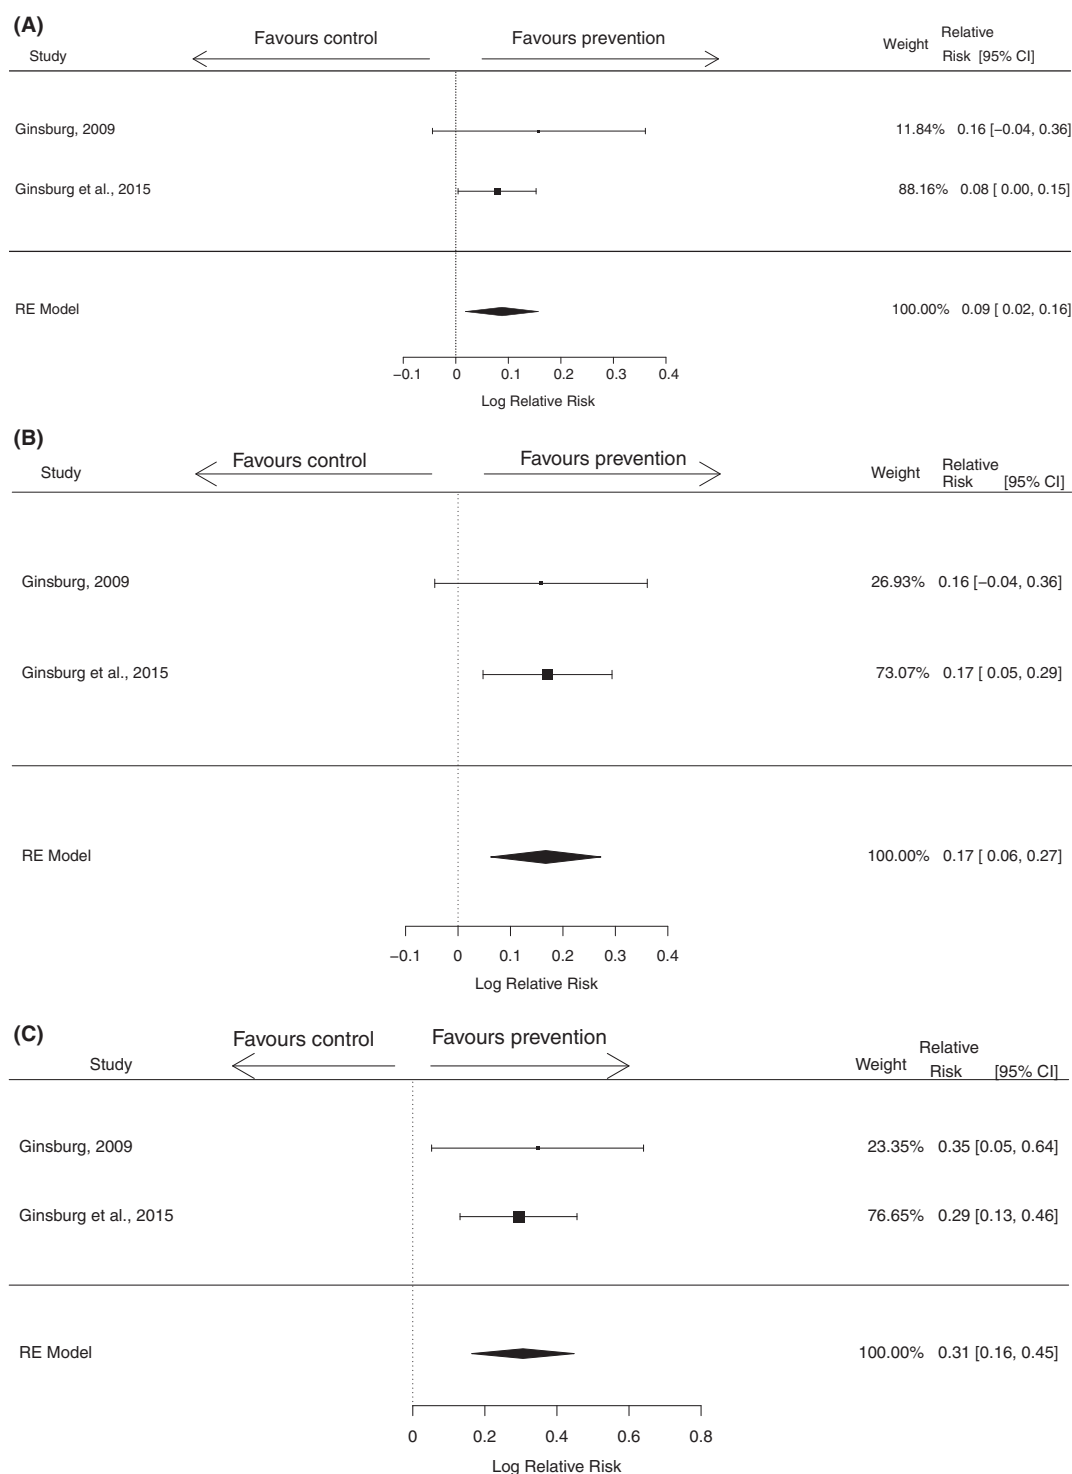 (A)
Favours control Favours prevention Relative
Study Weight Risk [95% CI]
Ginsburg, 2009 11.84% 0.16 [−0.04, 0.36]
Ginsburg et al., 2015 88.16% 0.08 [ 0.00, 0.15]
RE Model 100.00% 0.09 [ 0.02, 0.16]
−0.1 0 0.1 0.2 0.3 0.4
Log Relative Risk
(B)
Favours control Favours prevention Relative
Study Weight Risk [95% CI]
Ginsburg, 2009 26.93% 0.16 [−0.04, 0.36]
Ginsburg et al., 2015 73.07% 0.17 [ 0.05, 0.29]
RE Model 100.00% 0.17 [ 0.06, 0.27]
−0.1 0 0.1 0.2 0.3 0.4
Log Relative Risk
(C)
Favours control Favours prevention Relative
Study Weight Risk [95% CI]
Ginsburg, 2009 23.35% 0.35 [0.05, 0.64]
Ginsburg et al., 2015 76.65% 0.29 [0.13, 0.46]
RE Model 100.00% 0.31 [0.16, 0.45]
0 0.2 0.4 0.6 0.8
Log Relative Risk